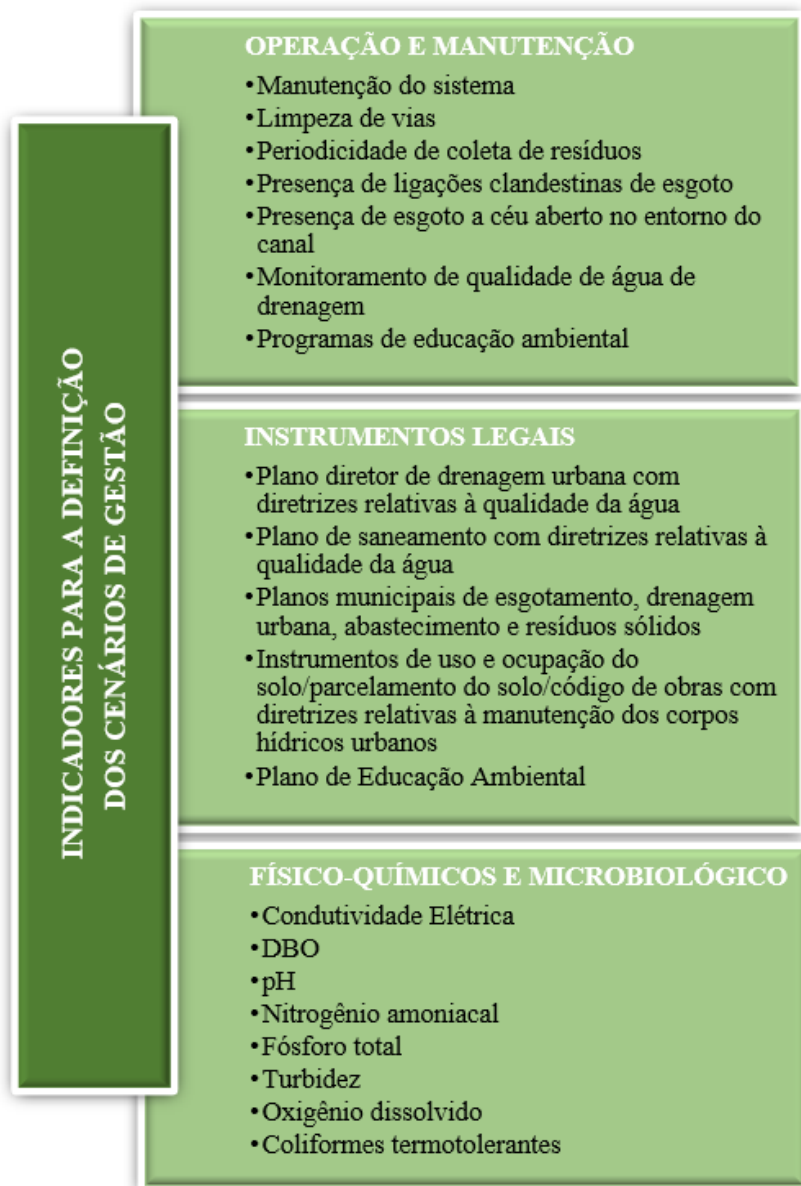 INDICADORES PARA A DEFINIÇÃO
DOS CENÁRIOS DE GESTÃO
OPERAÇÃO E MANUTENÇÃO
•Manutenção do sistema
•Limpeza de vias
•Periodicidade de coleta de resíduos
•Presença de ligações clandestinas de esgoto
•Presença de esgoto a céu aberto no entorno do
canal
•Monitoramento de qualidade de água de
drenagem
•Programas de educação ambiental
INSTRUMENTOS LEGAIS
•Plano diretor de drenagem urbana com
diretrizes relativas à qualidade da água
•Plano de saneamento com diretrizes relativas à
qualidade da água
•Planos municipais de esgotamento, drenagem
urbana, abastecimento e resíduos sólidos
•Instrumentos de uso e ocupação do
solo/parcelamento do solo/código de obras com
diretrizes relativas à manutenção dos corpos
hídricos urbanos
•Plano de Educação Ambiental
FÍSICO-QUÍMICOS E MICROBIOLÓGICO
•Condutividade Elétrica
•DBO
•pH
•Nitrogênio amoniacal
•Fósforo total
•Turbidez
•Oxigênio dissolvido
•Coliformes termotolerantes